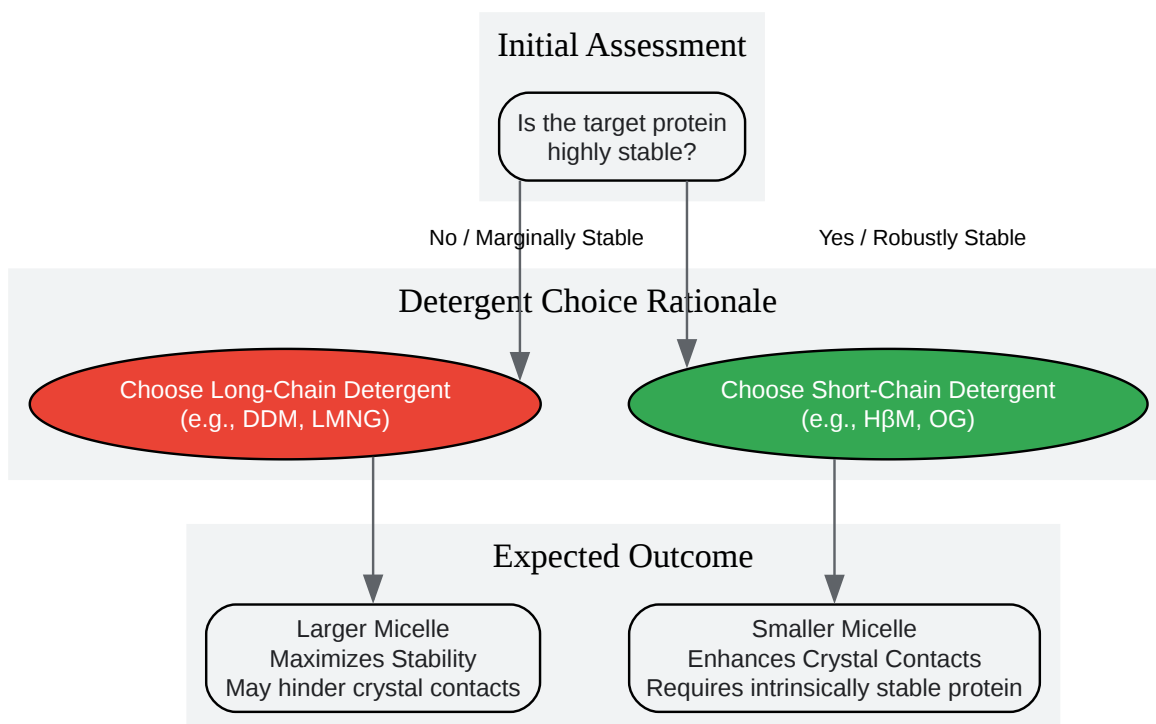 Initial Assessment
Is the target protein
highly stable?
No / Marginally Stable
Yes / Robustly Stable
Detergent Choice Rationale
Choose Long-Chain Detergent
(e.g., DDM, LMNG)
Choose Short-Chain Detergent
(e.g., HβM, OG)
Expected Outcome
Larger Micelle
Maximizes Stability
May hinder crystal contacts
Smaller Micelle
Enhances Crystal Contacts
Requires intrinsically stable protein